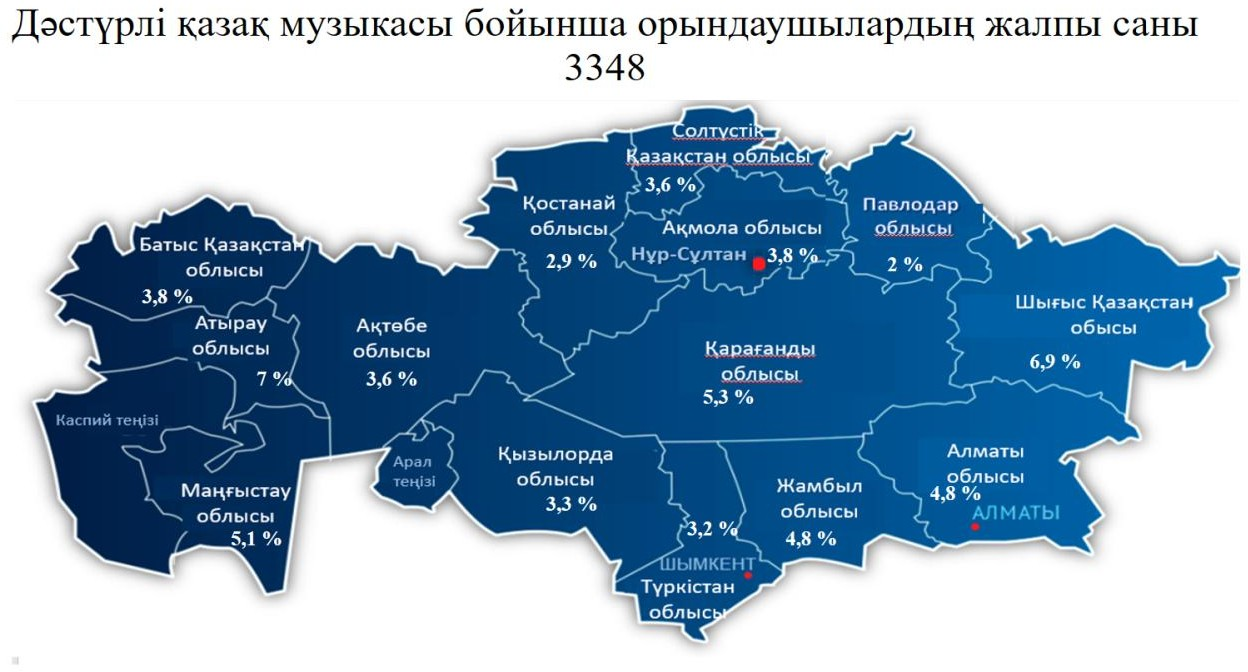 Дәстүрлі қазақ музыкасы бойынша орындаушылардың жалпы саны
3348
Солтүстік
Қазақстан облысы
3,6 %
Қостанай
облысы
2,9 %
Ақмола облысы
Нұр-Сұлтан
3,8 %
Павлодар
облысы
2 %
Батыс Қазақстан
облысы
3,8 %
Атырау
облысы
7 %
Ақтөбе
облысы
3,6 %
Қарағанды
облысы
5,3 %
Шығыс Қазақстан
обысы
6,9 %
Каспий теңізі
Маңғыстау
облысы
5,1 %
Арал
теңізі
Қызылорда
облысы
3,3 %
3,2 %
ШЫМКЕНТ
Түркістан
облысы
Жамбыл
облысы
4,8 %
Алматы
облысы
4,8 %
АЛМАТЫ